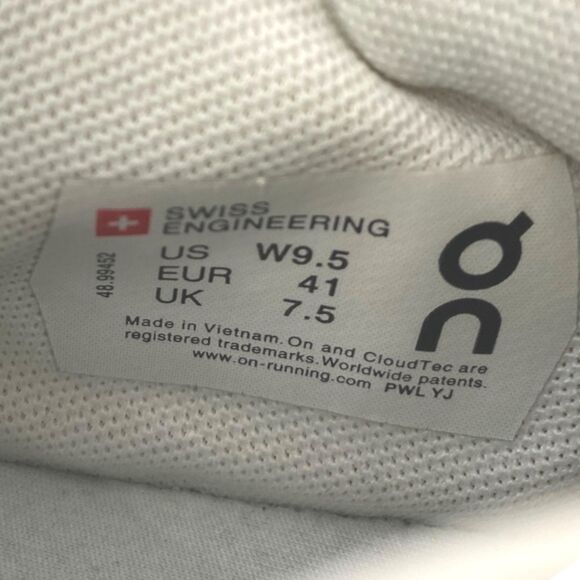 SWISS
ENGINEERING
US W9.5
EUR 41
UK 7.5
48.99452
Made in Vietnam. On and CloudTec are
registered trademarks. Worldwide patents.
www.on-running.com PWL YJ
On